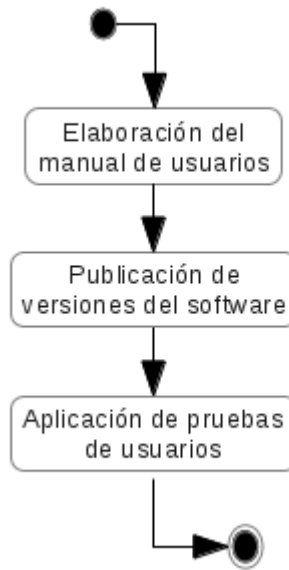 Elaboración del
manual de usuarios
Publicación de
versiones del software
Aplicación de pruebas
de usuarios